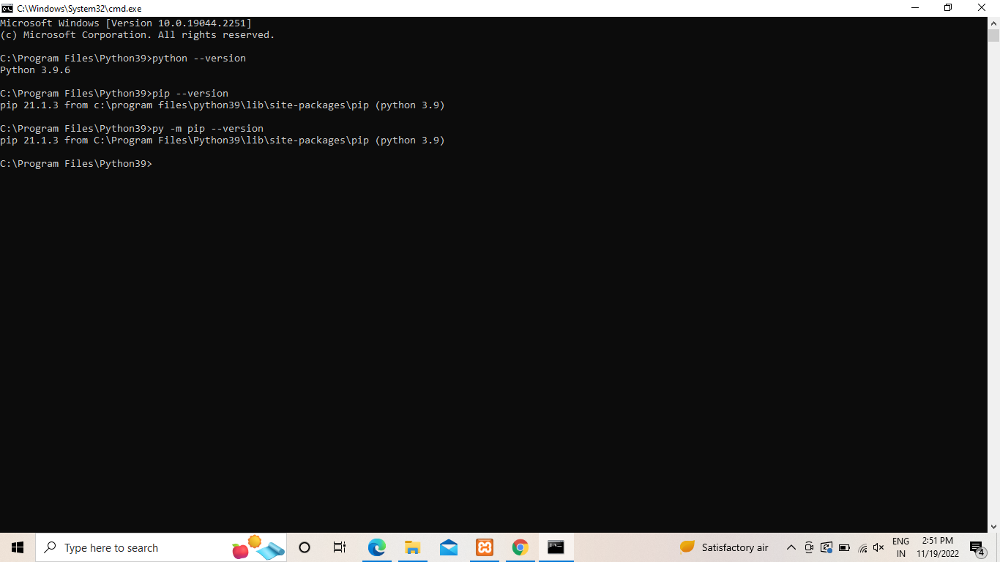 C:\Windows\System32\cmd.exe
Microsoft Windows [Version 10.0.19044.2251]
(c) Microsoft Corporation. All rights reserved.
C:\Program Files\Python39>python --version
Python 3.9.6
C:\Program Files\Python39>pip --version
pip 21.1.3 from c:\program files\python39\lib\site-packages\pip (python 3.9)
C:\Program Files\Python39>py -m pip --version
pip 21.1.3 from C:\Program Files\Python39\lib\site-packages\pip (python 3.9)
C:\Program Files\Python39>
Type here to search
Satisfactory air
ENG
IN
2:51 PM
11/19/2022
4